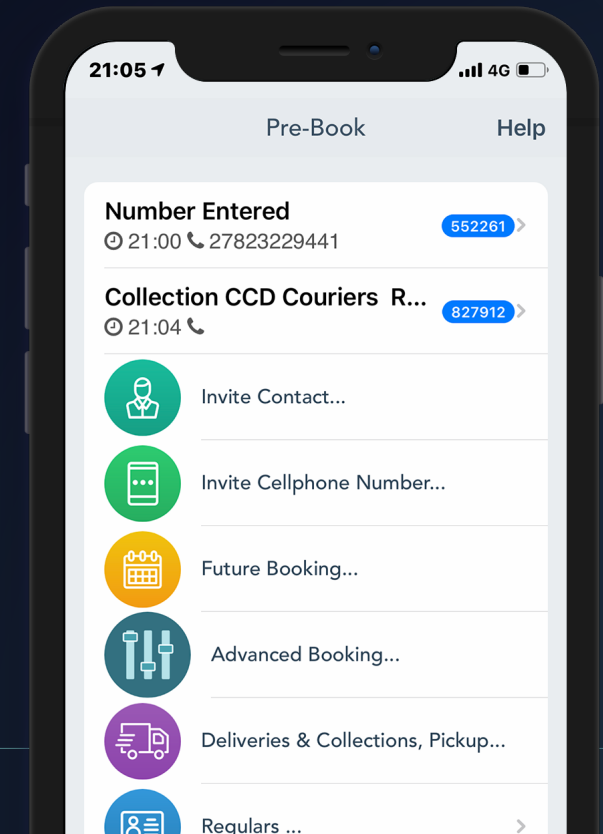 21:05 4G
Pre-Book Help
Number Entered
21:00 27823229441 552261
Collection CCD Couriers R...
21:04 827912
Invite Contact...
Invite Cellphone Number...
Future Booking...
Advanced Booking...
Deliveries & Collections, Pickup...
Regulars ...